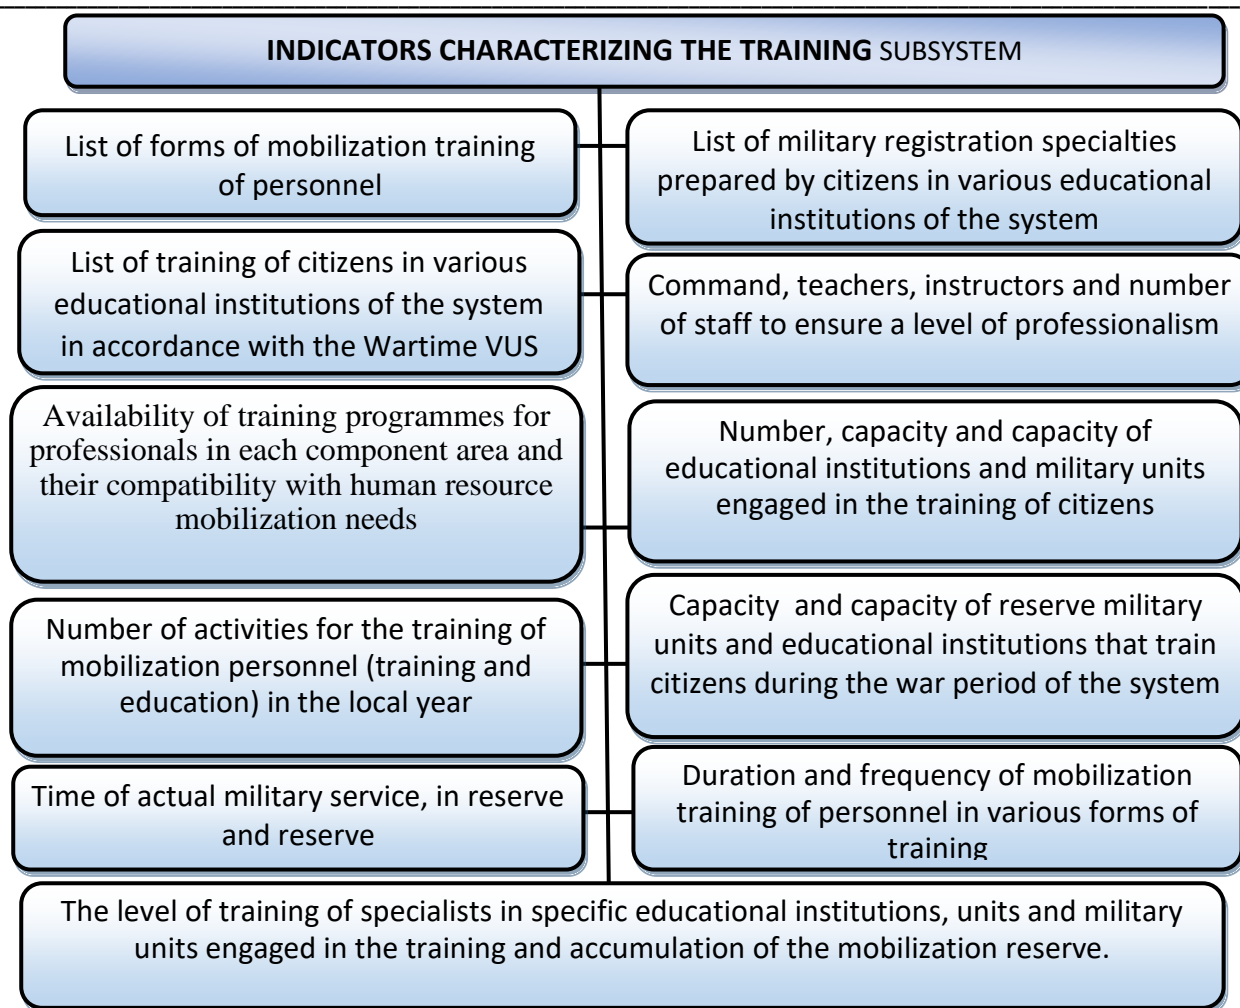 INDICATORS CHARACTERIZING THE TRAINING SUBSYSTEM
List of forms of mobilization training
of personnel
List of military registration specialties
prepared by citizens in various educational
institutions of the system
List of training of citizens in various
educational institutions of the system
in accordance with the Wartime VUS
Command, teachers, instructors and number
of staff to ensure a level of professionalism
Availability of training programmes for
professionals in each component area and
their compatibility with human resource
mobilization needs
Number, capacity and capacity of
educational institutions and military units
engaged in the training of citizens
Number of activities for the training of
mobilization personnel (training and
education) in the local year
Capacity and capacity of reserve military
units and educational institutions that train
citizens during the war period of the system
Time of actual military service, in reserve
and reserve
Duration and frequency of mobilization
training of personnel in various forms of
training
The level of training of specialists in specific educational institutions, units and military
units engaged in the training and accumulation of the mobilization reserve.